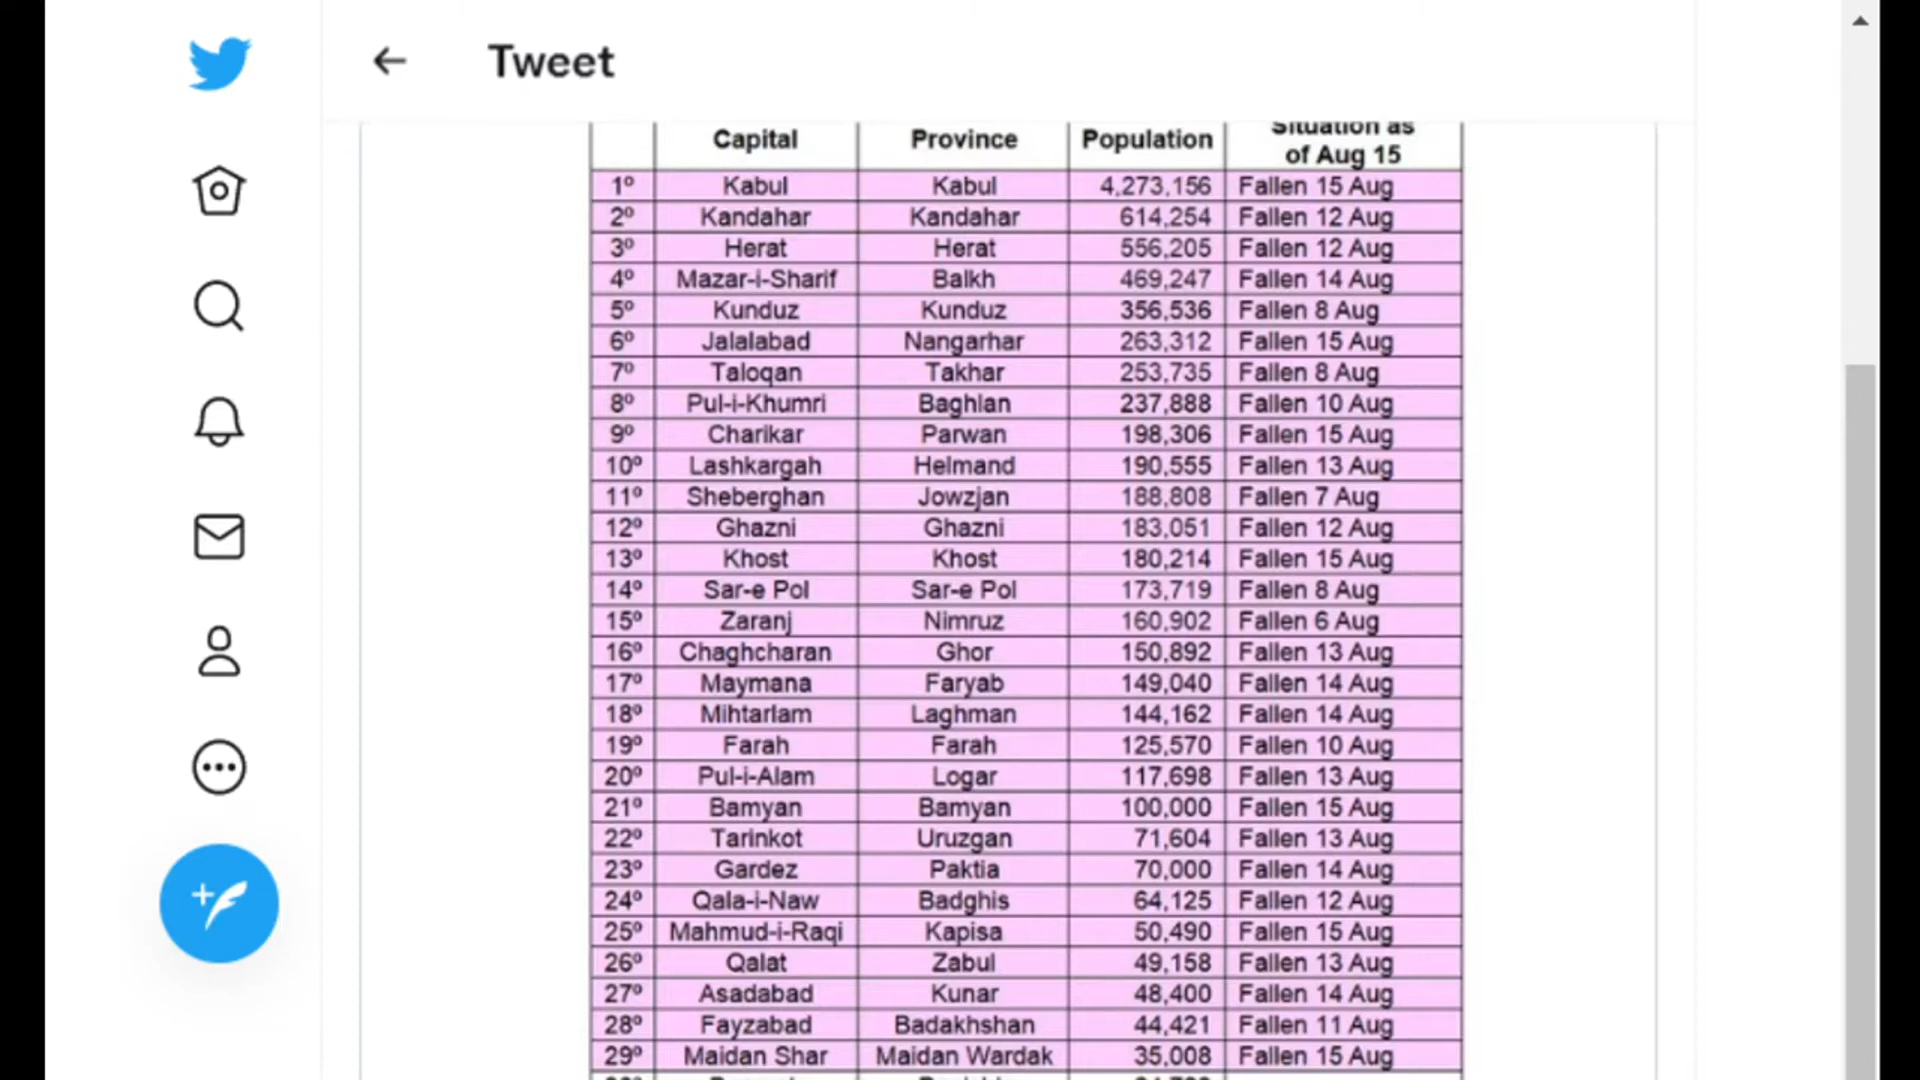 Tweet
Situation as
Capital Province Population of Aug 15
1º Kabul Kabul 4,273,156 Fallen 15 Aug
2º Kandahar Kandahar 614,254 Fallen 12 Aug
3º Herat Herat 556,205 Fallen 12 Aug
4º Mazar-i-Sharif Balkh 469,247 Fallen 14 Aug
5º Kunduz Kunduz 356,536 Fallen 8 Aug
6º Jalalabad Nangarhar 263,312 Fallen 15 Aug
7º Taloqan Takhar 253,735 Fallen 8 Aug
8º Pul-i-Khumri Baghlan 237,888 Fallen 10 Aug
9º Charikar Parwan 198,306 Fallen 15 Aug
10º Lashkargah Helmand 190,555 Fallen 13 Aug
11º Sheberghan Jowzjan 188,808 Fallen 7 Aug
12º Ghazni Ghazni 183,051 Fallen 12 Aug
13º Khost Khost 180,214 Fallen 15 Aug
14º Sar-e Pol Sar-e Pol 173,719 Fallen 8 Aug
15º Zaranj Nimruz 160,902 Fallen 6 Aug
16º Chaghcharan Ghor 150,892 Fallen 13 Aug
17º Maymana Faryab 149,040 Fallen 14 Aug
18º Mihtarlam Laghman 144,162 Fallen 14 Aug
19º Farah Farah 125,570 Fallen 10 Aug
20º Pul-i-Alam Logar 117,698 Fallen 13 Aug
21º Bamyan Bamyan 100,000 Fallen 15 Aug
22º Tarinkot Uruzgan 71,604 Fallen 13 Aug
23º Gardez Paktia 70,000 Fallen 14 Aug
24º Qala-i-Naw Badghis 64,125 Fallen 12 Aug
25º Mahmud-i-Raqi Kapisa 50,490 Fallen 15 Aug
26º Qalat Zabul 49,158 Fallen 13 Aug
27º Asadabad Kunar 48,400 Fallen 14 Aug
28º Fayzabad Badakhshan 44,421 Fallen 11 Aug
29º Maidan Shar Maidan Wardak 35,008 Fallen 15 Aug